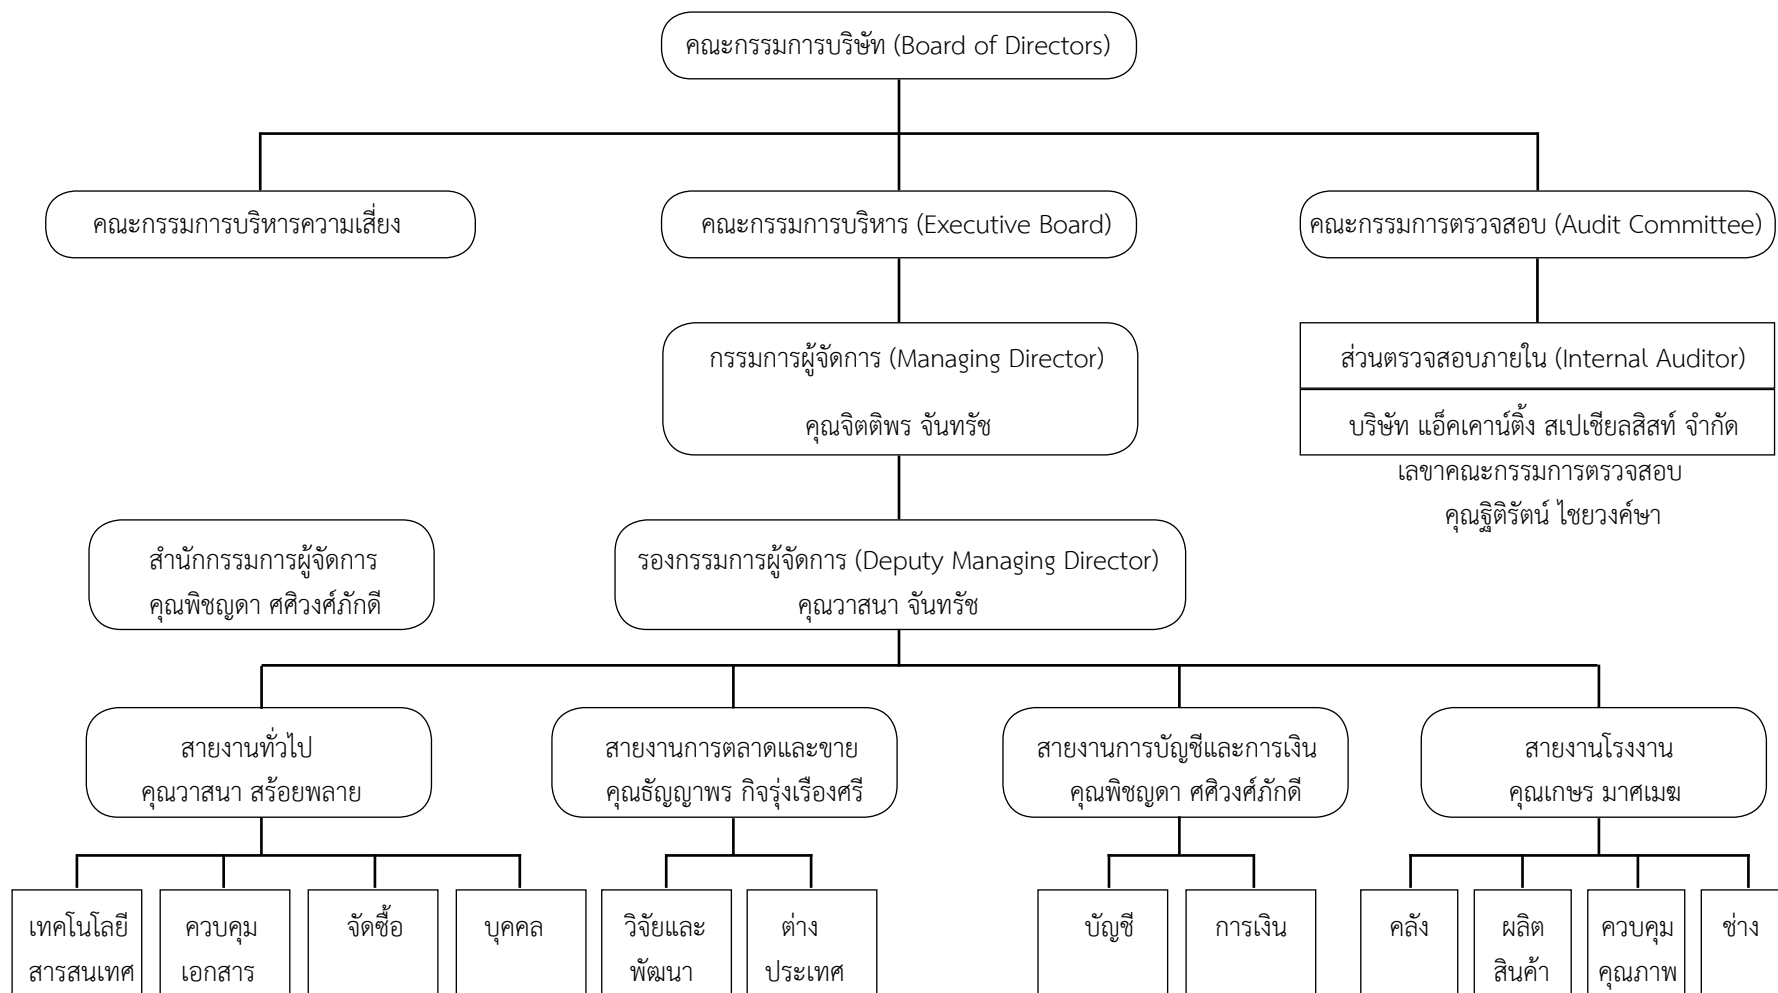 คณะกรรมการบริษัท (Board of Directors)
คณะกรรมการบริหารความเสี่ยง
คณะกรรมการบริหาร (Executive Board)
คณะกรรมการตรวจสอบ (Audit Committee)
กรรมการผู้จัดการ (Managing Director)
คุณจิตติพร จันทรัช
ส่วนตรวจสอบภายใน (Internal Auditor)
บริษัท แอ็คเคาน์ติ้ง สเปเชียลสิสท์ จำกัด
เลขาคณะกรรมการตรวจสอบ
คุณฐิติรัตน์ ไชยวงค์ษา
สำนักกรรมการผู้จัดการ
คุณพิชญดา ศศิวงศ์ภักดี
รองกรรมการผู้จัดการ (Deputy Managing Director)
คุณวาสนา จันทรัช
สายงานทั่วไป
คุณวาสนา สร้อยพลาย
สายงานการตลาดและขาย
คุณธัญญาพร กิจรุ่งเรืองศรี
สายงานการบัญชีและการเงิน
คุณพิชญดา ศศิวงศ์ภักดี
สายงานโรงงาน
คุณเกษร มาศเมฆ
เทคโนโลยี
สารสนเทศ
ควบคุม
เอกสาร
จัดซื้อ
บุคคล
วิจัยและ
พัฒนา
ต่าง
ประเทศ
บัญชี
การเงิน
คลัง
ผลิต
สินค้า
ควบคุม
คุณภาพ
ช่าง